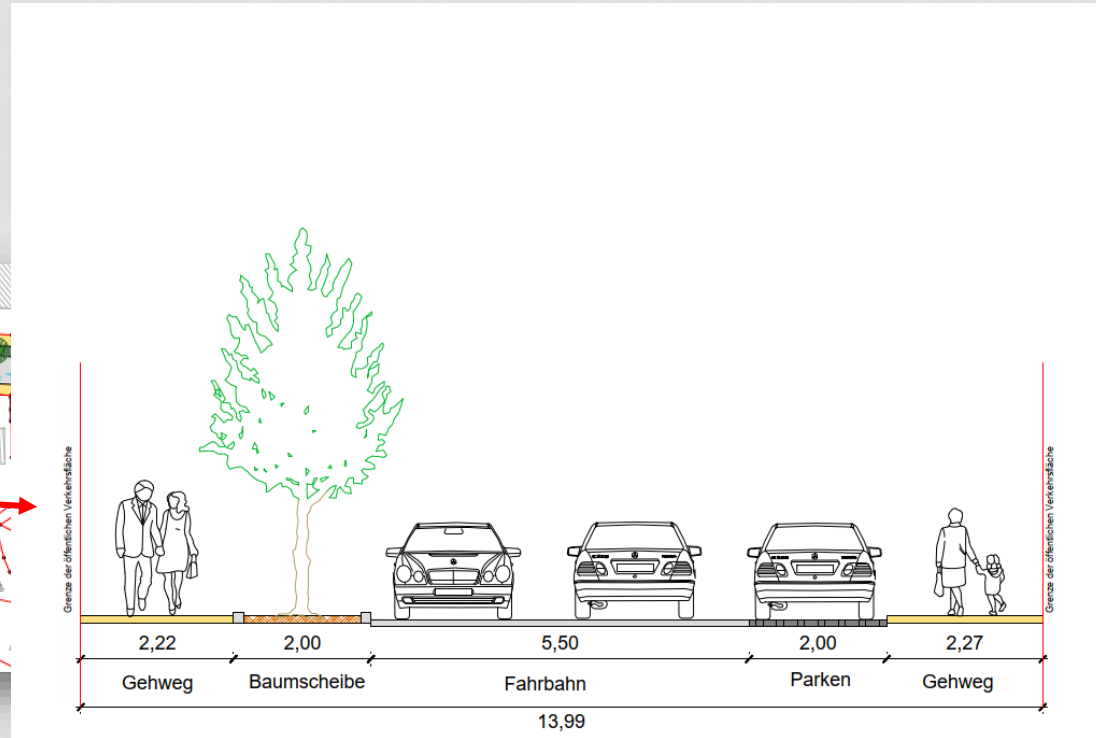 Grenze der öffentlichen Verkehrsfläche
Grenze der öffentlichen Verkehrsfläche
2,22 2,00 5,50 2,00 2,27
Gehweg Baumscheibe Fahrbahn Parken Gehweg
13,99